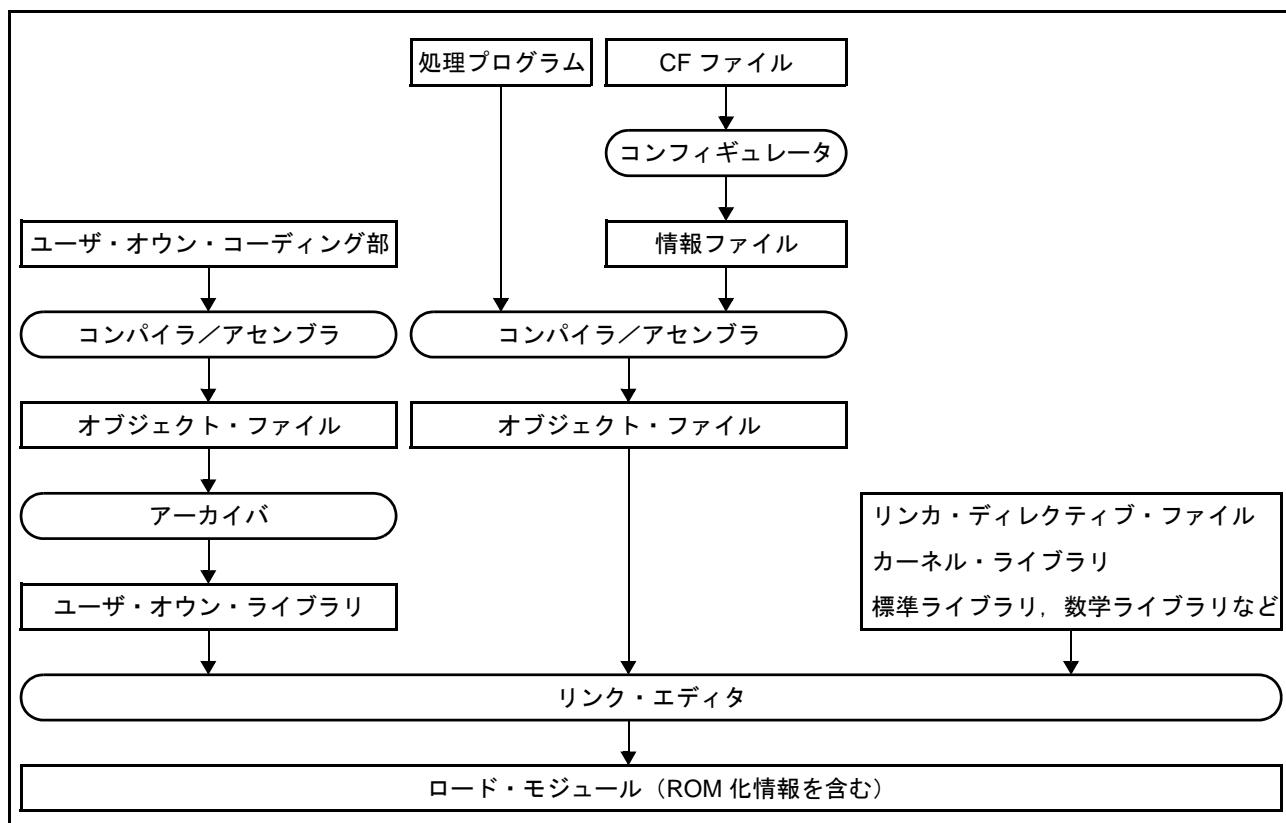 処理プログラム
CF ファイル
コンフィギュレータ
ユーザ・オウン・コーディング部
情報ファイル
コンパイラ／アセンブラ
コンパイラ／アセンブラ
オブジェクト・ファイル
オブジェクト・ファイル
アーカイバ
リンカ・ディレクティブ・ファイル
カーネル・ライブラリ
標準ライブラリ，数学ライブラリなど
ユーザ・オウン・ライブラリ
リンク・エディタ
ロード・モジュール（ROM 化情報を含む）